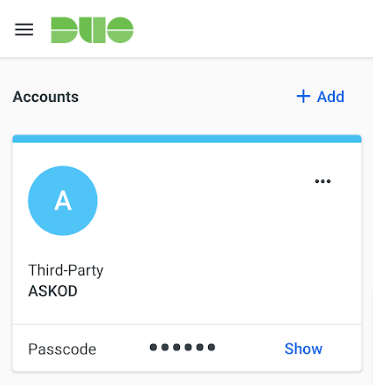 DUO
Accounts
+ Add
A
Third-Party
ASKOD
Passcode •••••• Show